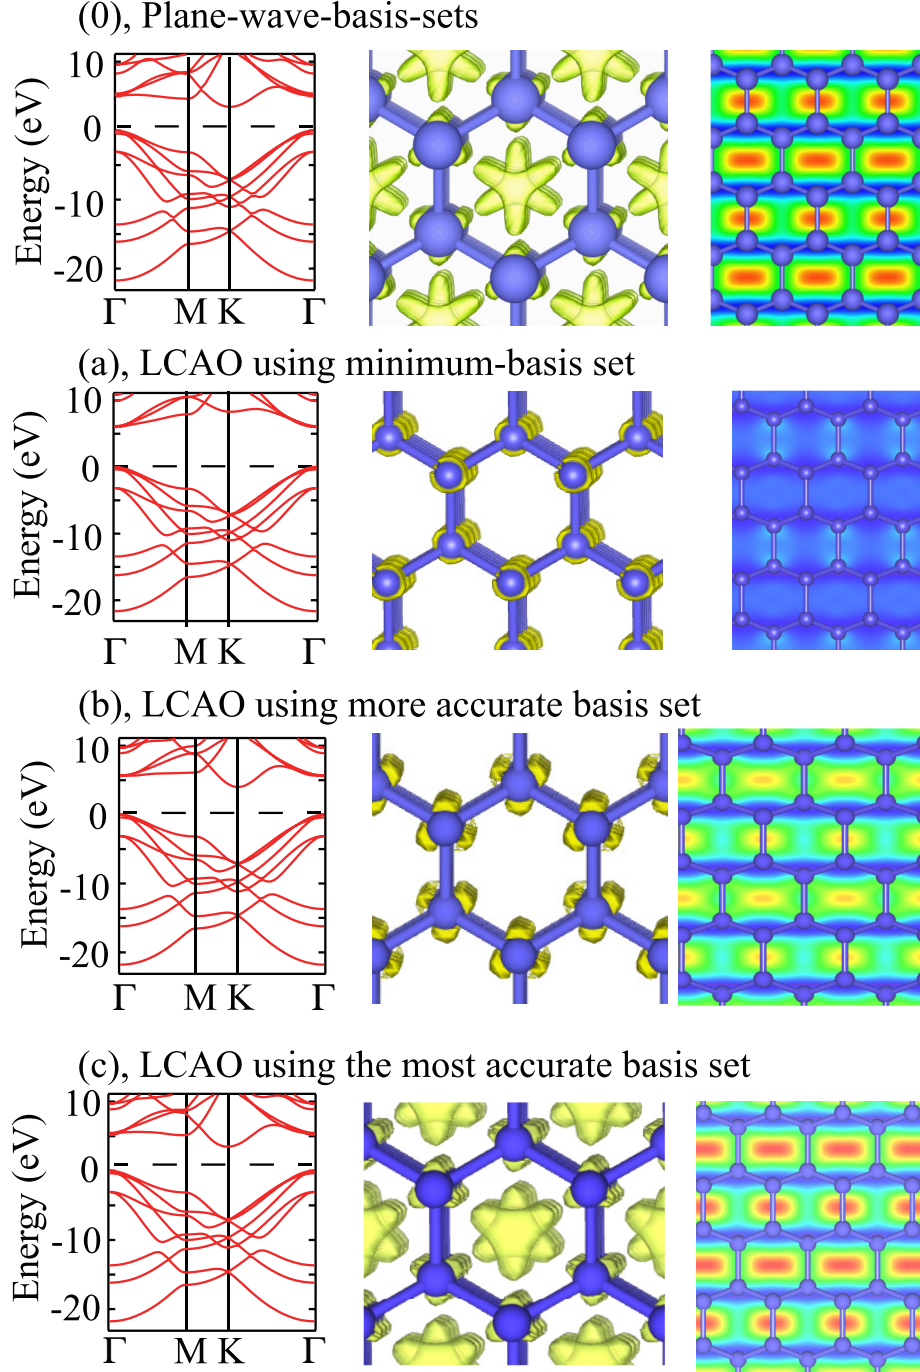 (0), Plane-wave-basis-sets
Energy (eV)
10
0
-10
-20
Γ M K Γ
(a), LCAO using minimum-basis set
Energy (eV)
10
0
-10
-20
Γ M K Γ
(b), LCAO using more accurate basis set
Energy (eV)
10
0
-10
-20
Γ M K Γ
(c), LCAO using the most accurate basis set
Energy (eV)
10
0
-10
-20
Γ M K Γ